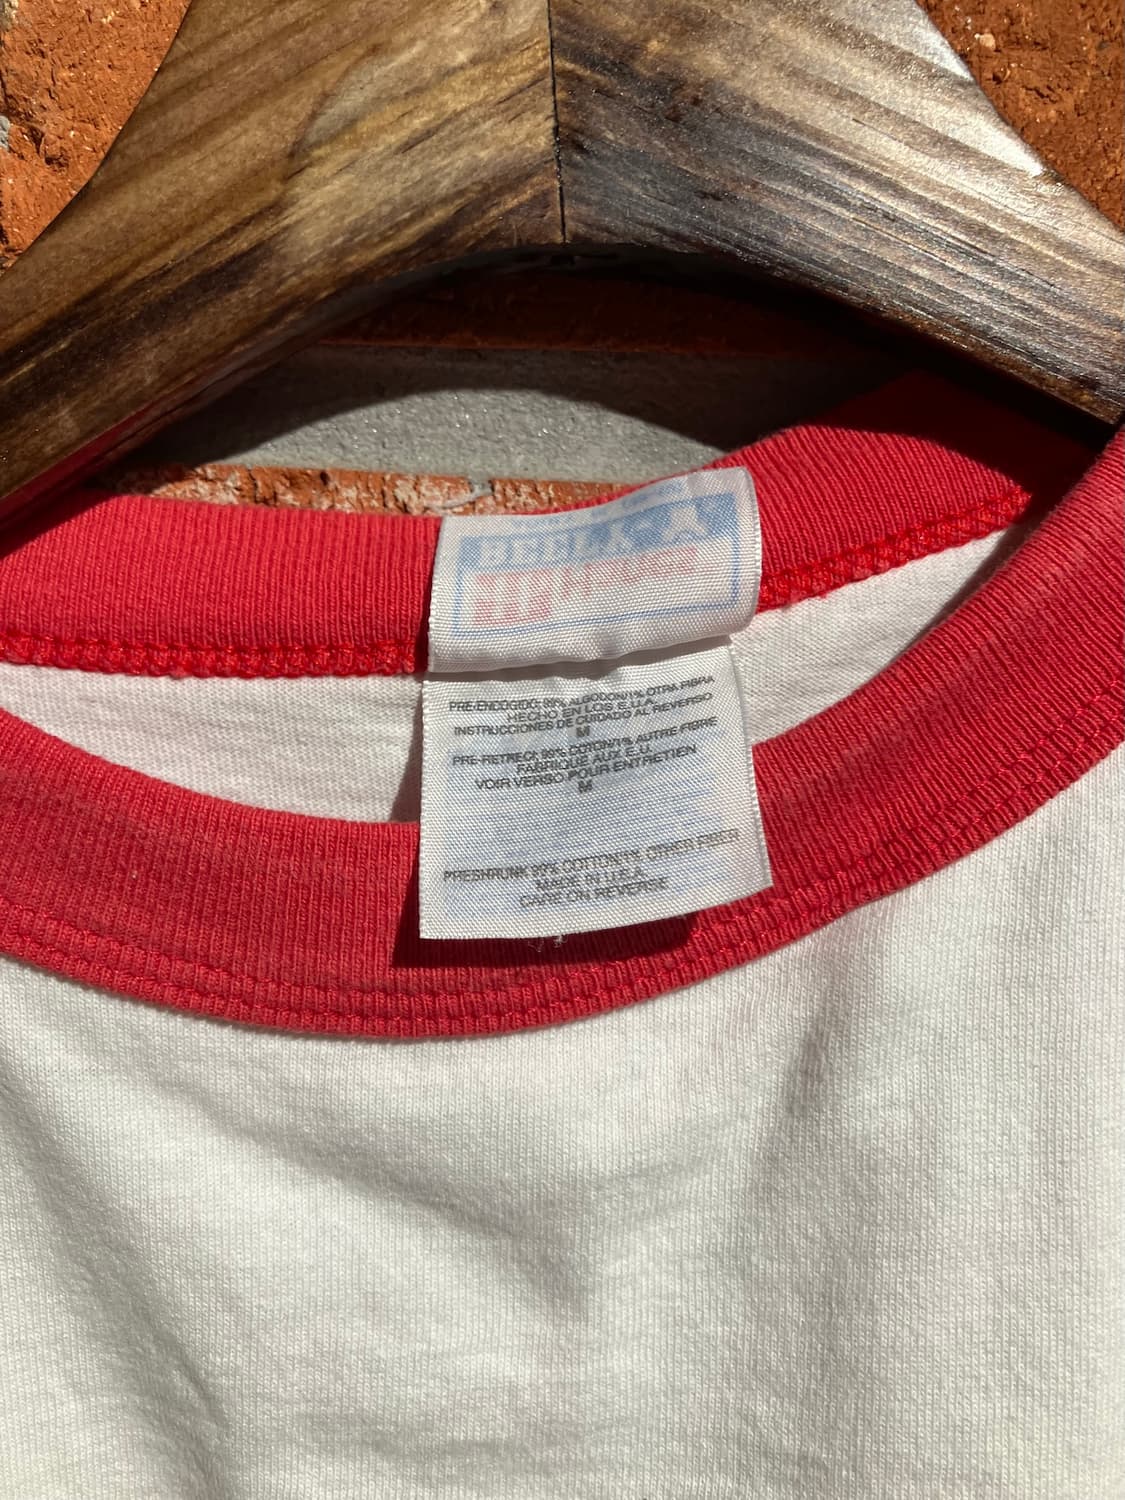 PRE-ENCOGIDO: 99% ALGODON/1% OTRA FIBRA
HECHO EN LOS E.U.A.
INSTRUCCIONES DE CUIDADO AL REVERSO
M
PRE-RETRECI: 99% COTON/1% AUTRE FIBRE
FABRIQUE AUX E.U.
VOIR VERSO POUR ENTRETIEN
M
PRESHRUNK 99% COTTON/1% OTHER FIBER
MADE IN U.S.A.
CARE ON REVERSE